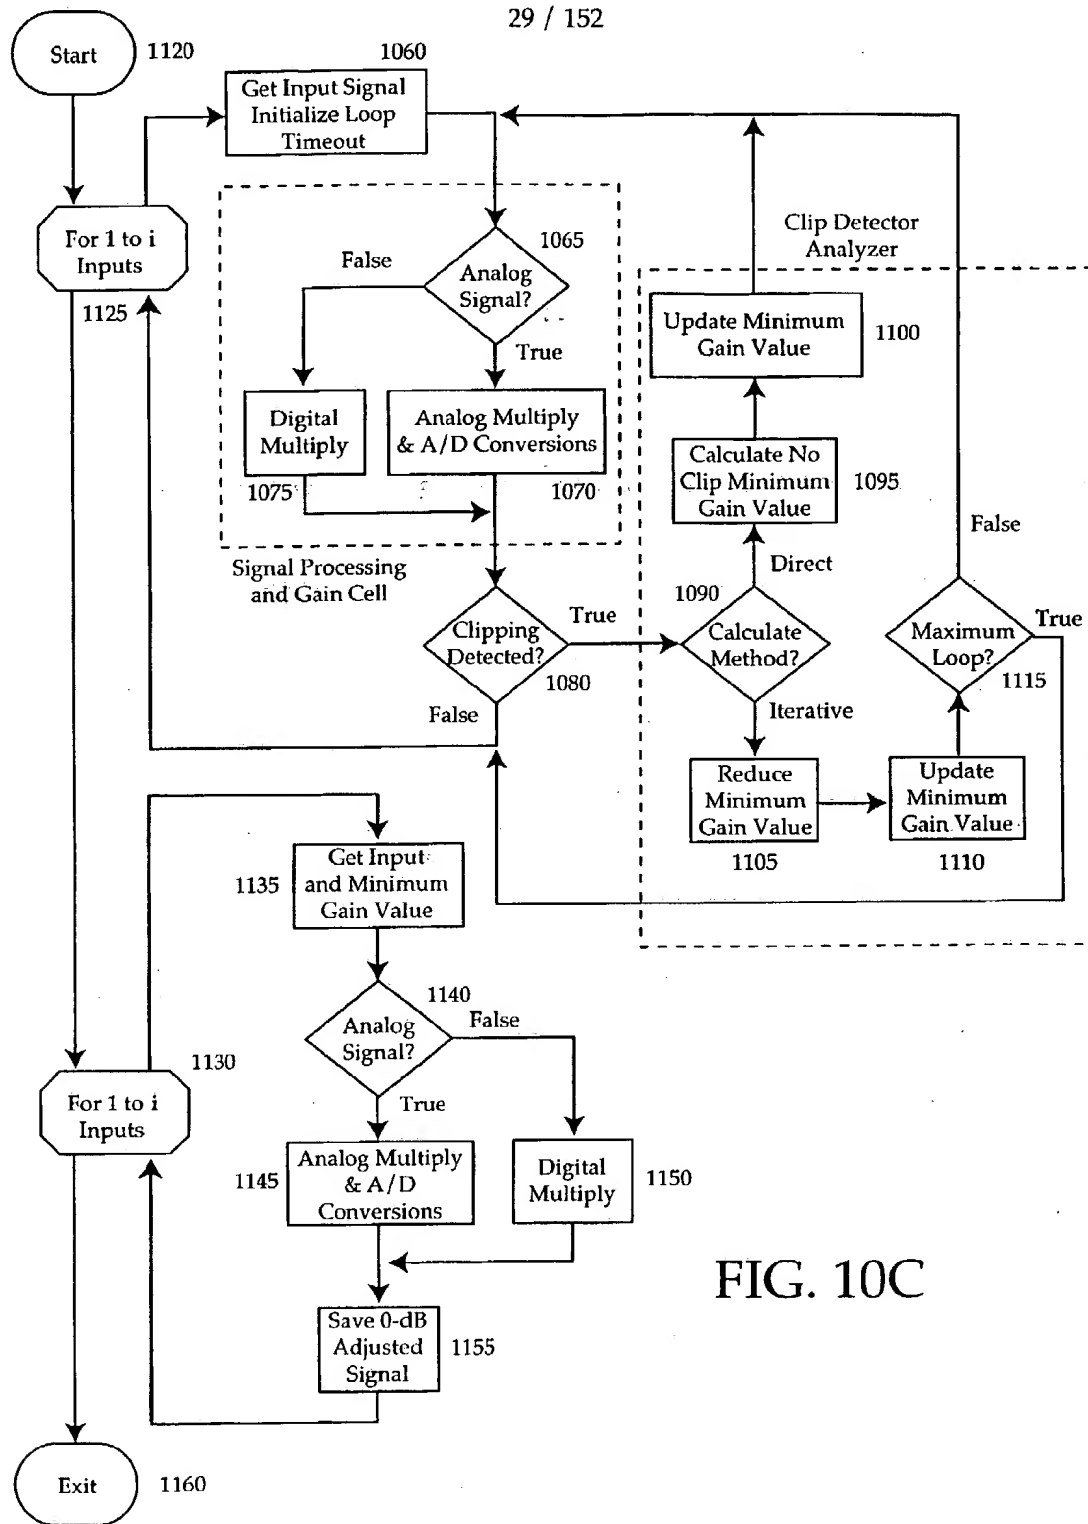 29 / 152
Start
1120
1060
Get Input Signal
Initialize Loop
Timeout
For 1 to i
Inputs
1125
1065
Analog
Signal?
False
True
Digital
Multiply
1075
Analog Multiply
& A/D Conversions
1070
Signal Processing
and Gain Cell
Clipping
Detected?
1080
True
False
Clip Detector
Analyzer
Update Minimum
Gain Value
1100
Calculate No
Clip Minimum
Gain Value
1095
Direct
1090
Calculate
Method?
Iterative
Reduce
Minimum
Gain Value
1105
Update
Minimum
Gain Value
1110
Maximum
Loop?
1115
False
True
1135
Get Input
and Minimum
Gain Value
1140
Analog
Signal?
False
True
1130
For 1 to i
Inputs
1145
Analog Multiply
& A/D
Conversions
Digital
Multiply
1150
Save 0-dB
Adjusted
Signal
1155
Exit
1160
FIG. 10C